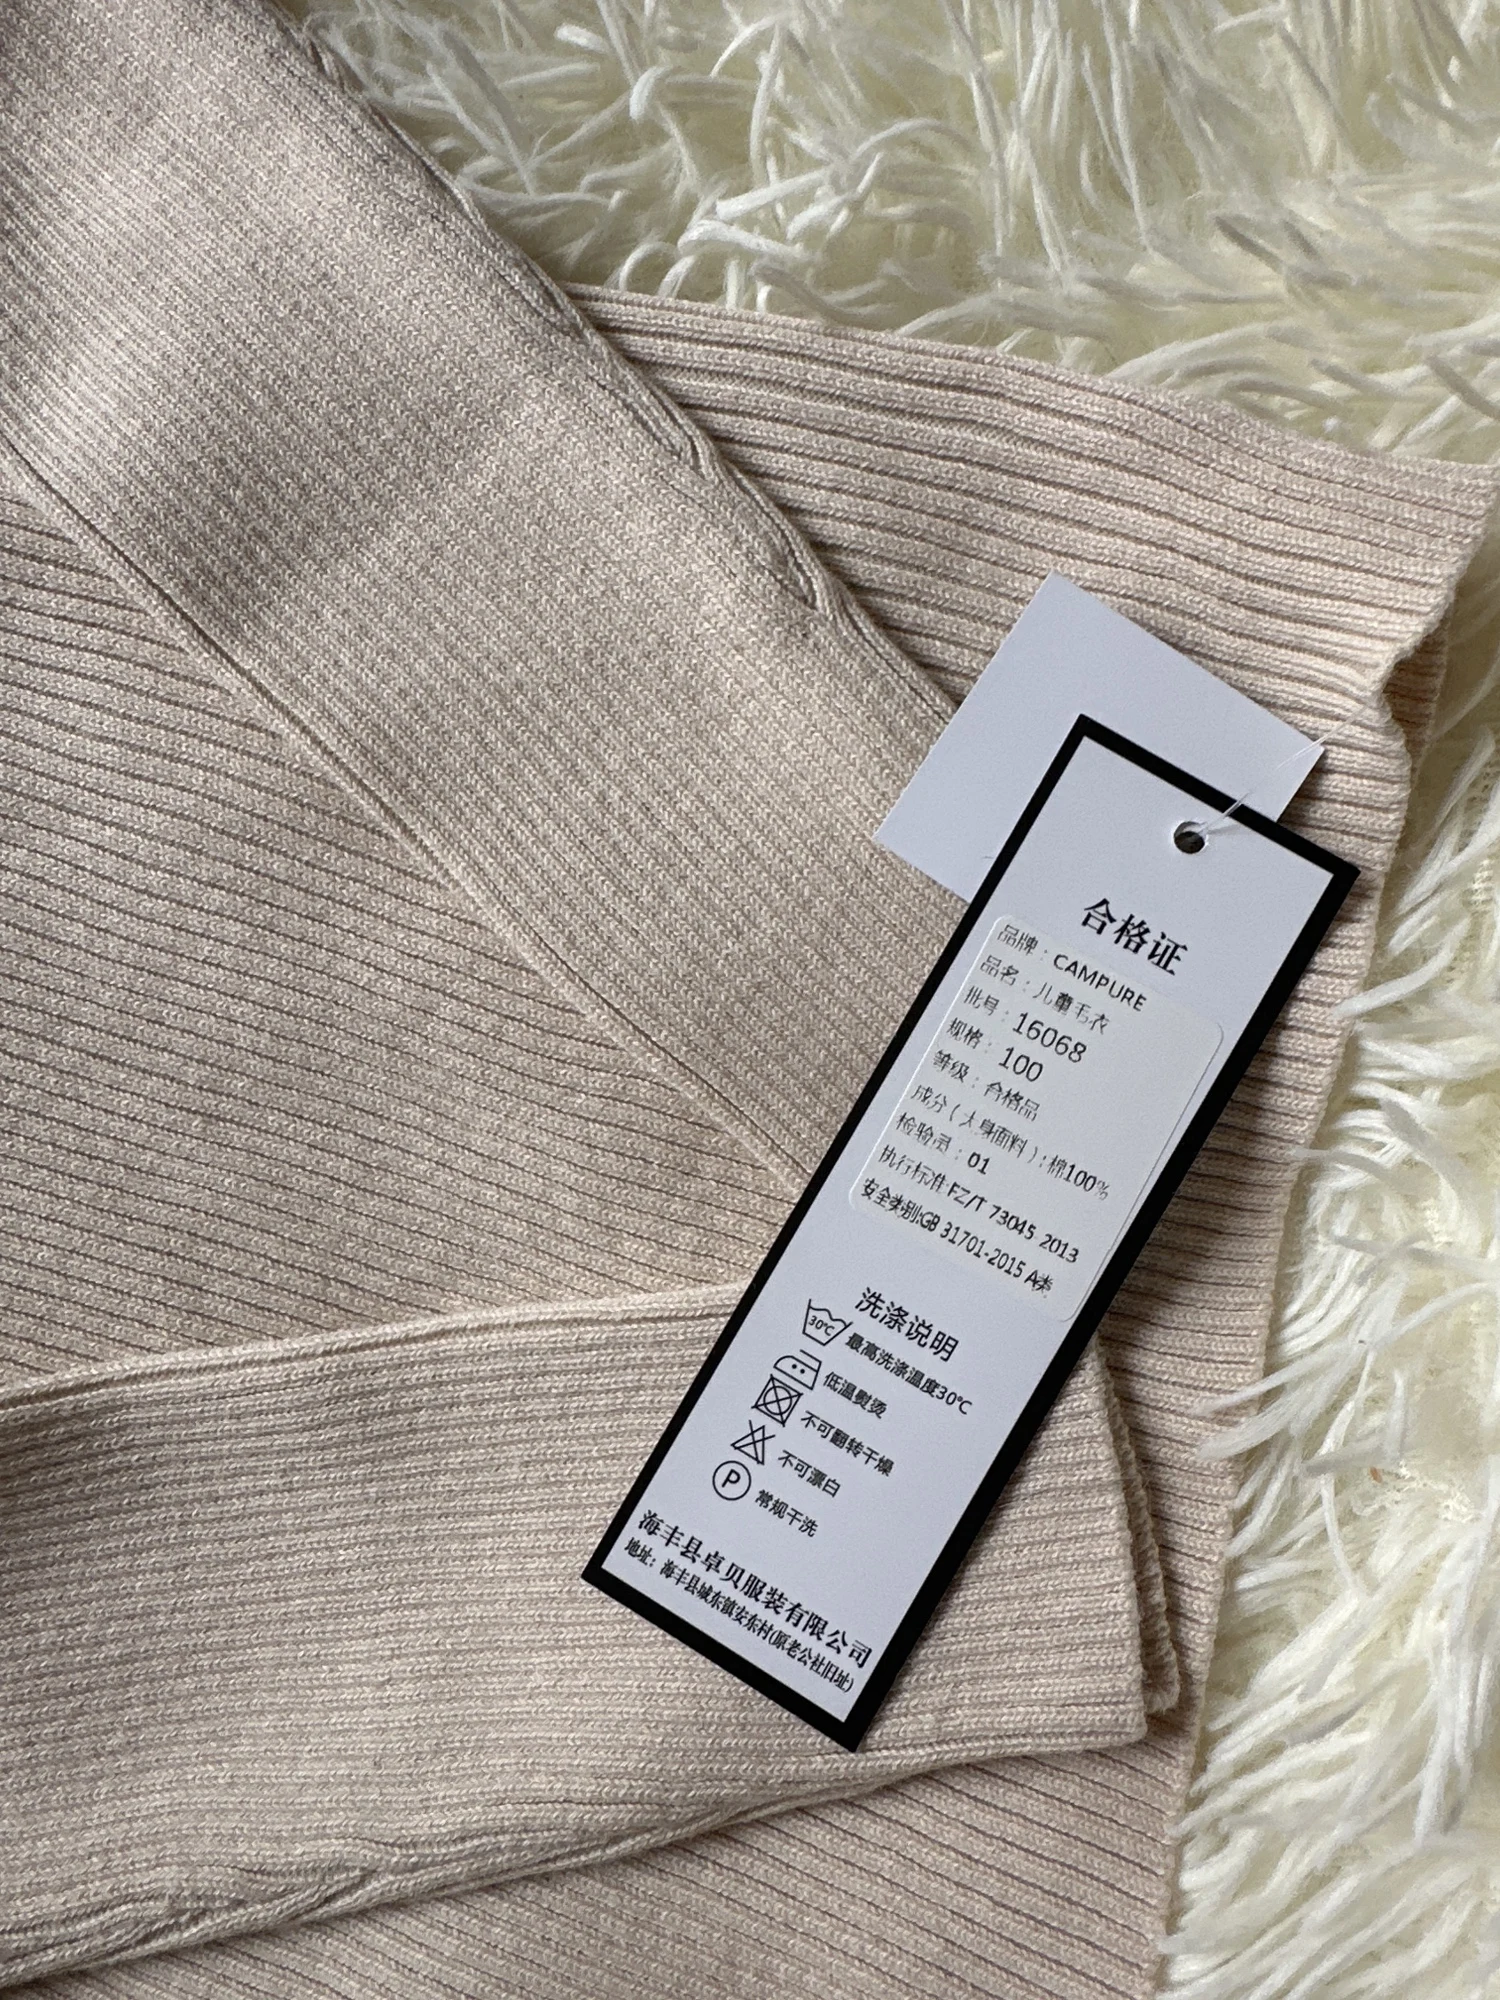 合格证
品牌：CAMPURE
品名：儿童毛衣
批号：16068
规格：100
等级：合格品
成分（大身面料）：棉100%
检验员：01
执行标准 FZ/T 73045 2013
安全类别:GB 31701-2015 A类
洗涤说明
30℃ 最高洗涤温度30℃
低温熨烫
不可翻转干燥
不可漂白
P 常规干洗
海丰县卓贝服装有限公司
地址：海丰县城东镇安东村(原老公社旧址)